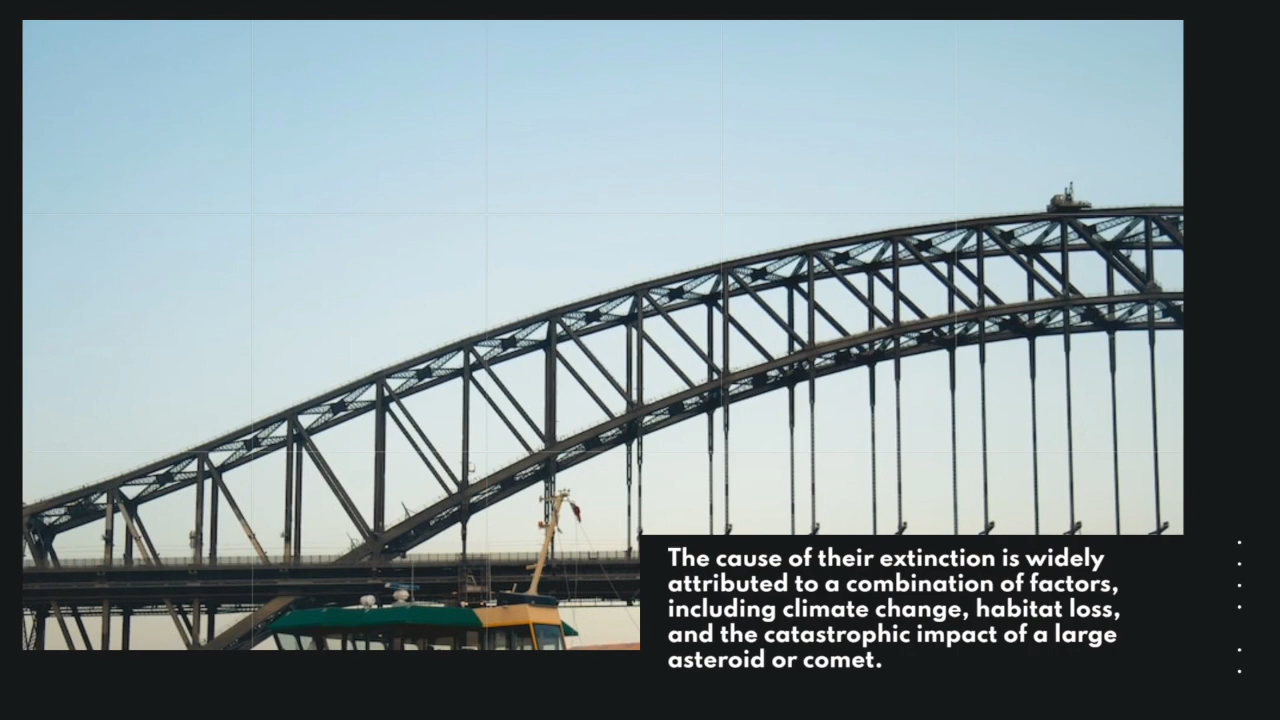 The cause of their extinction is widely
attributed to a combination of factors,
including climate change, habitat loss,
and the catastrophic impact of a large
asteroid or comet.